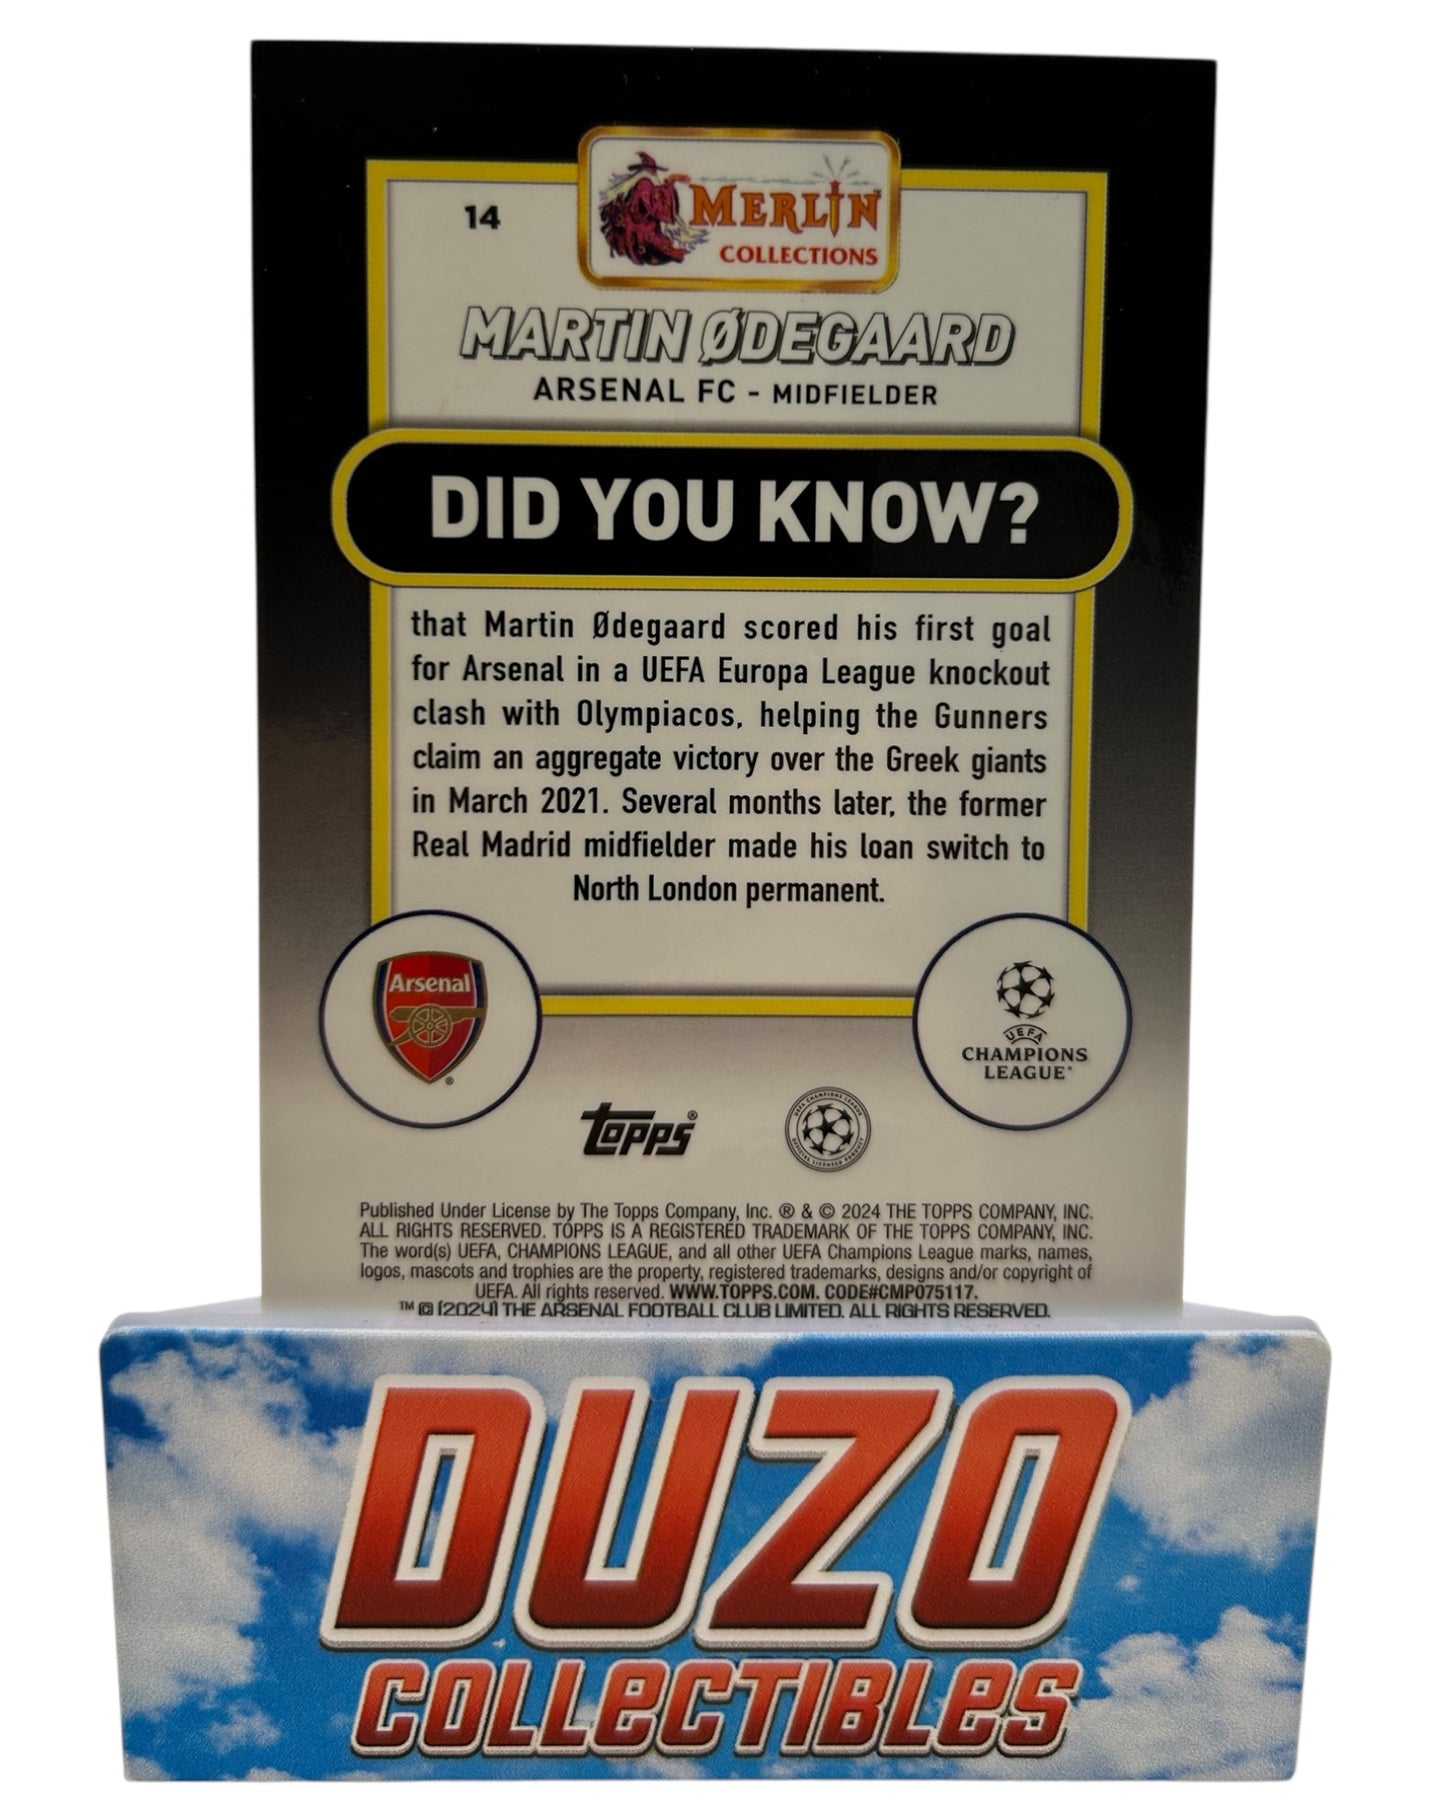 14
MERLIN™
COLLECTIONS
MARTIN ØDEGAARD
ARSENAL FC - MIDFIELDER
DID YOU KNOW?
that Martin Ødegaard scored his first goal
for Arsenal in a UEFA Europa League knockout
clash with Olympiacos, helping the Gunners
claim an aggregate victory over the Greek giants
in March 2021. Several months later, the former
Real Madrid midfielder made his loan switch to
North London permanent.
Arsenal
®
UEFA
CHAMPIONS
LEAGUE®
topps®
UEFA CHAMPIONS LEAGUE
OFFICIAL LICENSED PRODUCT
Published Under License by The Topps Company, Inc. ® & © 2024 THE TOPPS COMPANY, INC.
ALL RIGHTS RESERVED. TOPPS IS A REGISTERED TRADEMARK OF THE TOPPS COMPANY, INC.
The word(s) UEFA, CHAMPIONS LEAGUE, and all other UEFA Champions League marks, names,
logos, mascots and trophies are the property, registered trademarks, designs and/or copyright of
UEFA. All rights reserved. WWW.TOPPS.COM. CODE#CMP075117.
™ © (2024) THE ARSENAL FOOTBALL CLUB LIMITED. ALL RIGHTS RESERVED.
DUZO
COLLECTIBLES